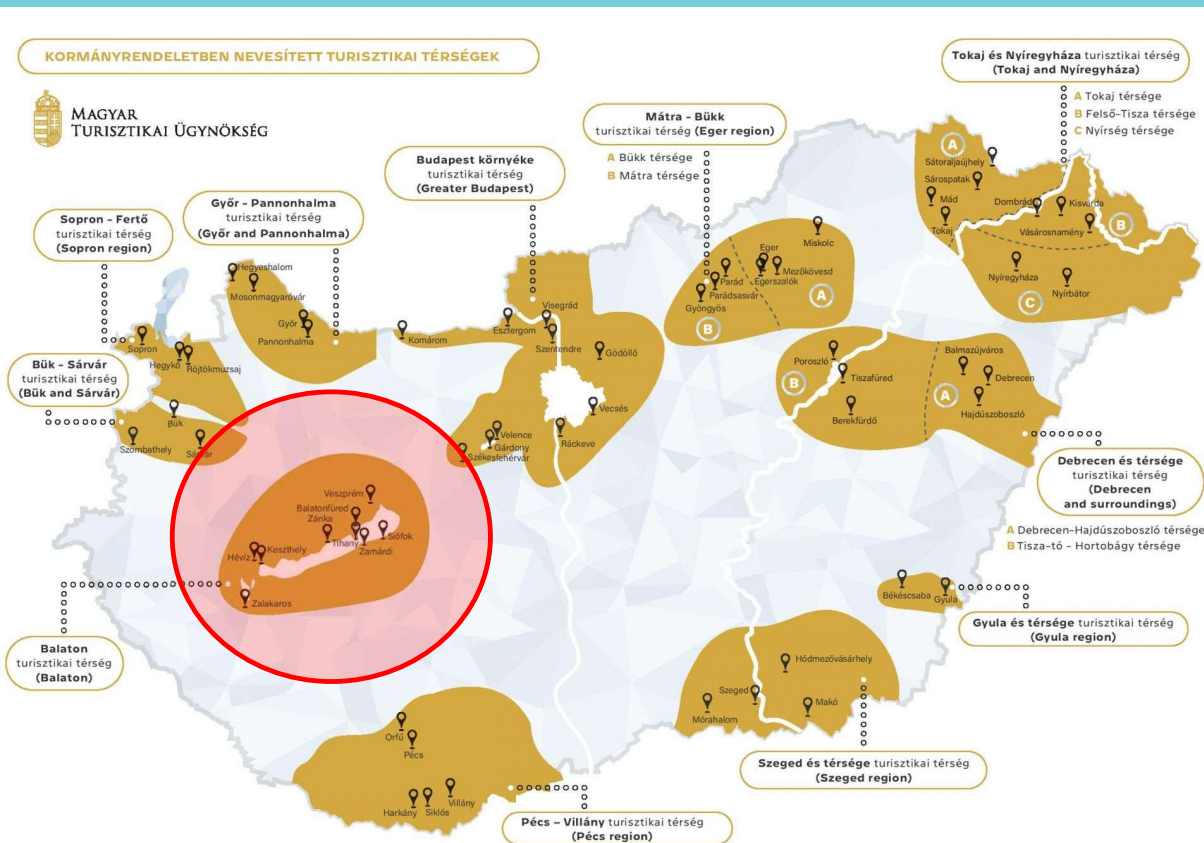 KORMÁNYRENDELETBEN NEVESÍTETT TURISZTIKAI TÉRSÉGEK
MAGYAR
TURISZTIKAI ÜGYNÖKSÉG
Sopron - Fertő
turisztikai térség
(Sopron region)
Győr - Pannonhalma
turisztikai térség
(Győr and Pannonhalma)
Budapest környéke
turisztikai térség
(Greater Budapest)
Mátra - Bükk
turisztikai térség (Eger region)
A Bükk térsége
B Mátra térsége
Tokaj és Nyíregyháza turisztikai térség
(Tokaj and Nyíregyháza)
A Tokaj térsége
B Felső-Tisza térsége
C Nyírség térsége
Bük - Sárvár
turisztikai térség
(Bük and Sárvár)
Hegyeshalom
Mosonmagyaróvár
Győr
Pannonhalma
Sopron
Hegykő
Röjtökmuzsaj
Bük
Szombathely
Sárvár
Komárom
Esztergom
Visegrád
Szentendre
Gödöllő
Vecsés
Ráckeve
Velence
Gárdony
Székesfehérvár
Miskolc
Eger
Mezőkövesd
Egerszalók
Parád
Parádsasvár
Gyöngyös
A
B
A
Sátoraljaújhely
Sárospatak
Mád
Tokaj
Dombrád
Kisvárda
Vásárosnamény
B
Nyíregyháza
Nyírbátor
C
Poroszló
Tiszafüred
B
Berekfürdő
Balmazújváros
Debrecen
A
Hajdúszoboszló
Debrecen és térsége
turisztikai térség
(Debrecen
and surroundings)
A Debrecen-Hajdúszoboszló térsége
B Tisza-tó - Hortobágy térsége
Veszprém
Balatonfüred
Zánka
Tihany
Siófok
Zamárdi
Keszthely
Hévíz
Zalakaros
Balaton
turisztikai térség
(Balaton)
Békéscsaba
Gyula
Gyula és térsége turisztikai térség
(Gyula region)
Hódmezővásárhely
Szeged
Makó
Mórahalom
Szeged és térsége turisztikai térség
(Szeged region)
Orfű
Pécs
Harkány
Siklós
Villány
Pécs - Villány turisztikai térség
(Pécs region)